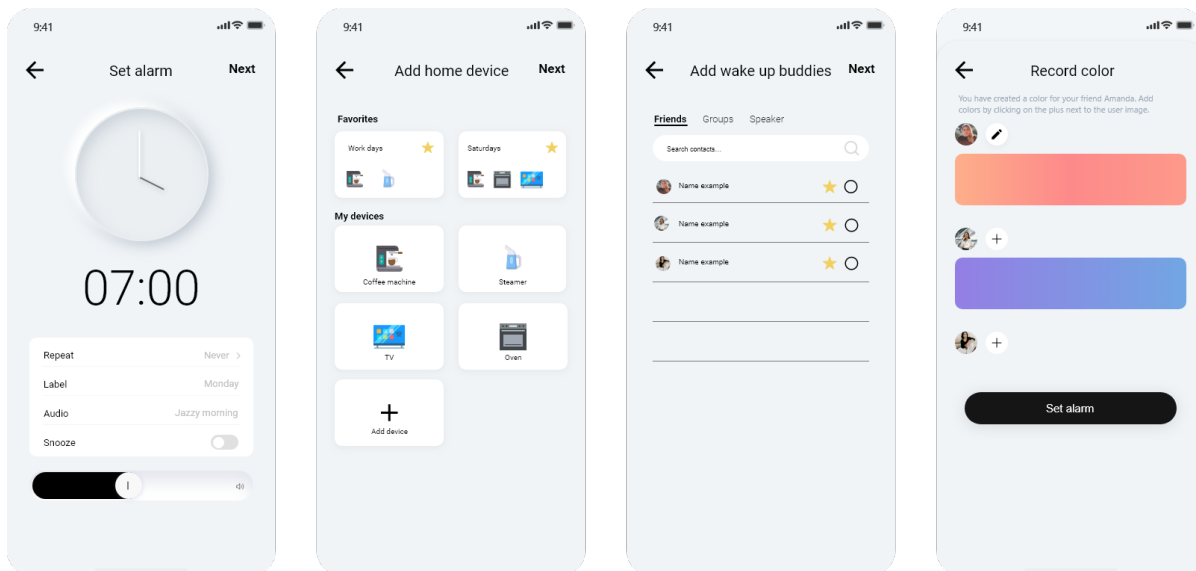 9:41
Set alarm
Next
07:00
Repeat
Never
Label
Monday
Audio
Jazzy morning
Snooze
9:41
Add home device
Next
Favorites
Work days
Saturdays
My devices
Coffee machine
Steamer
TV
Oven
Add device
9:41
Add wake up buddies
Next
Friends Groups Speaker
Search contacts...
Name example
Name example
Name example
9:41
Record color
You have created a color for your friend Amanda. Add
colors by clicking on the plus next to the user image.
Set alarm